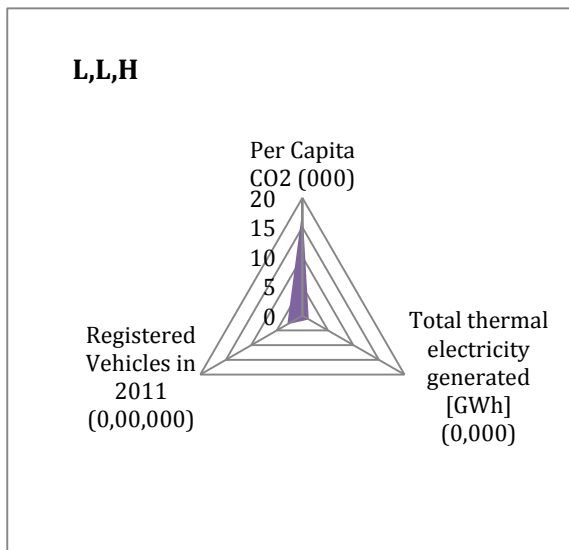 L,L,H
Per Capita
CO2 (000)
20
15
10
5
0
Registered
Vehicles in
2011
(0,00,000)
Total thermal
electricity
generated
[GWh]
(0,000)